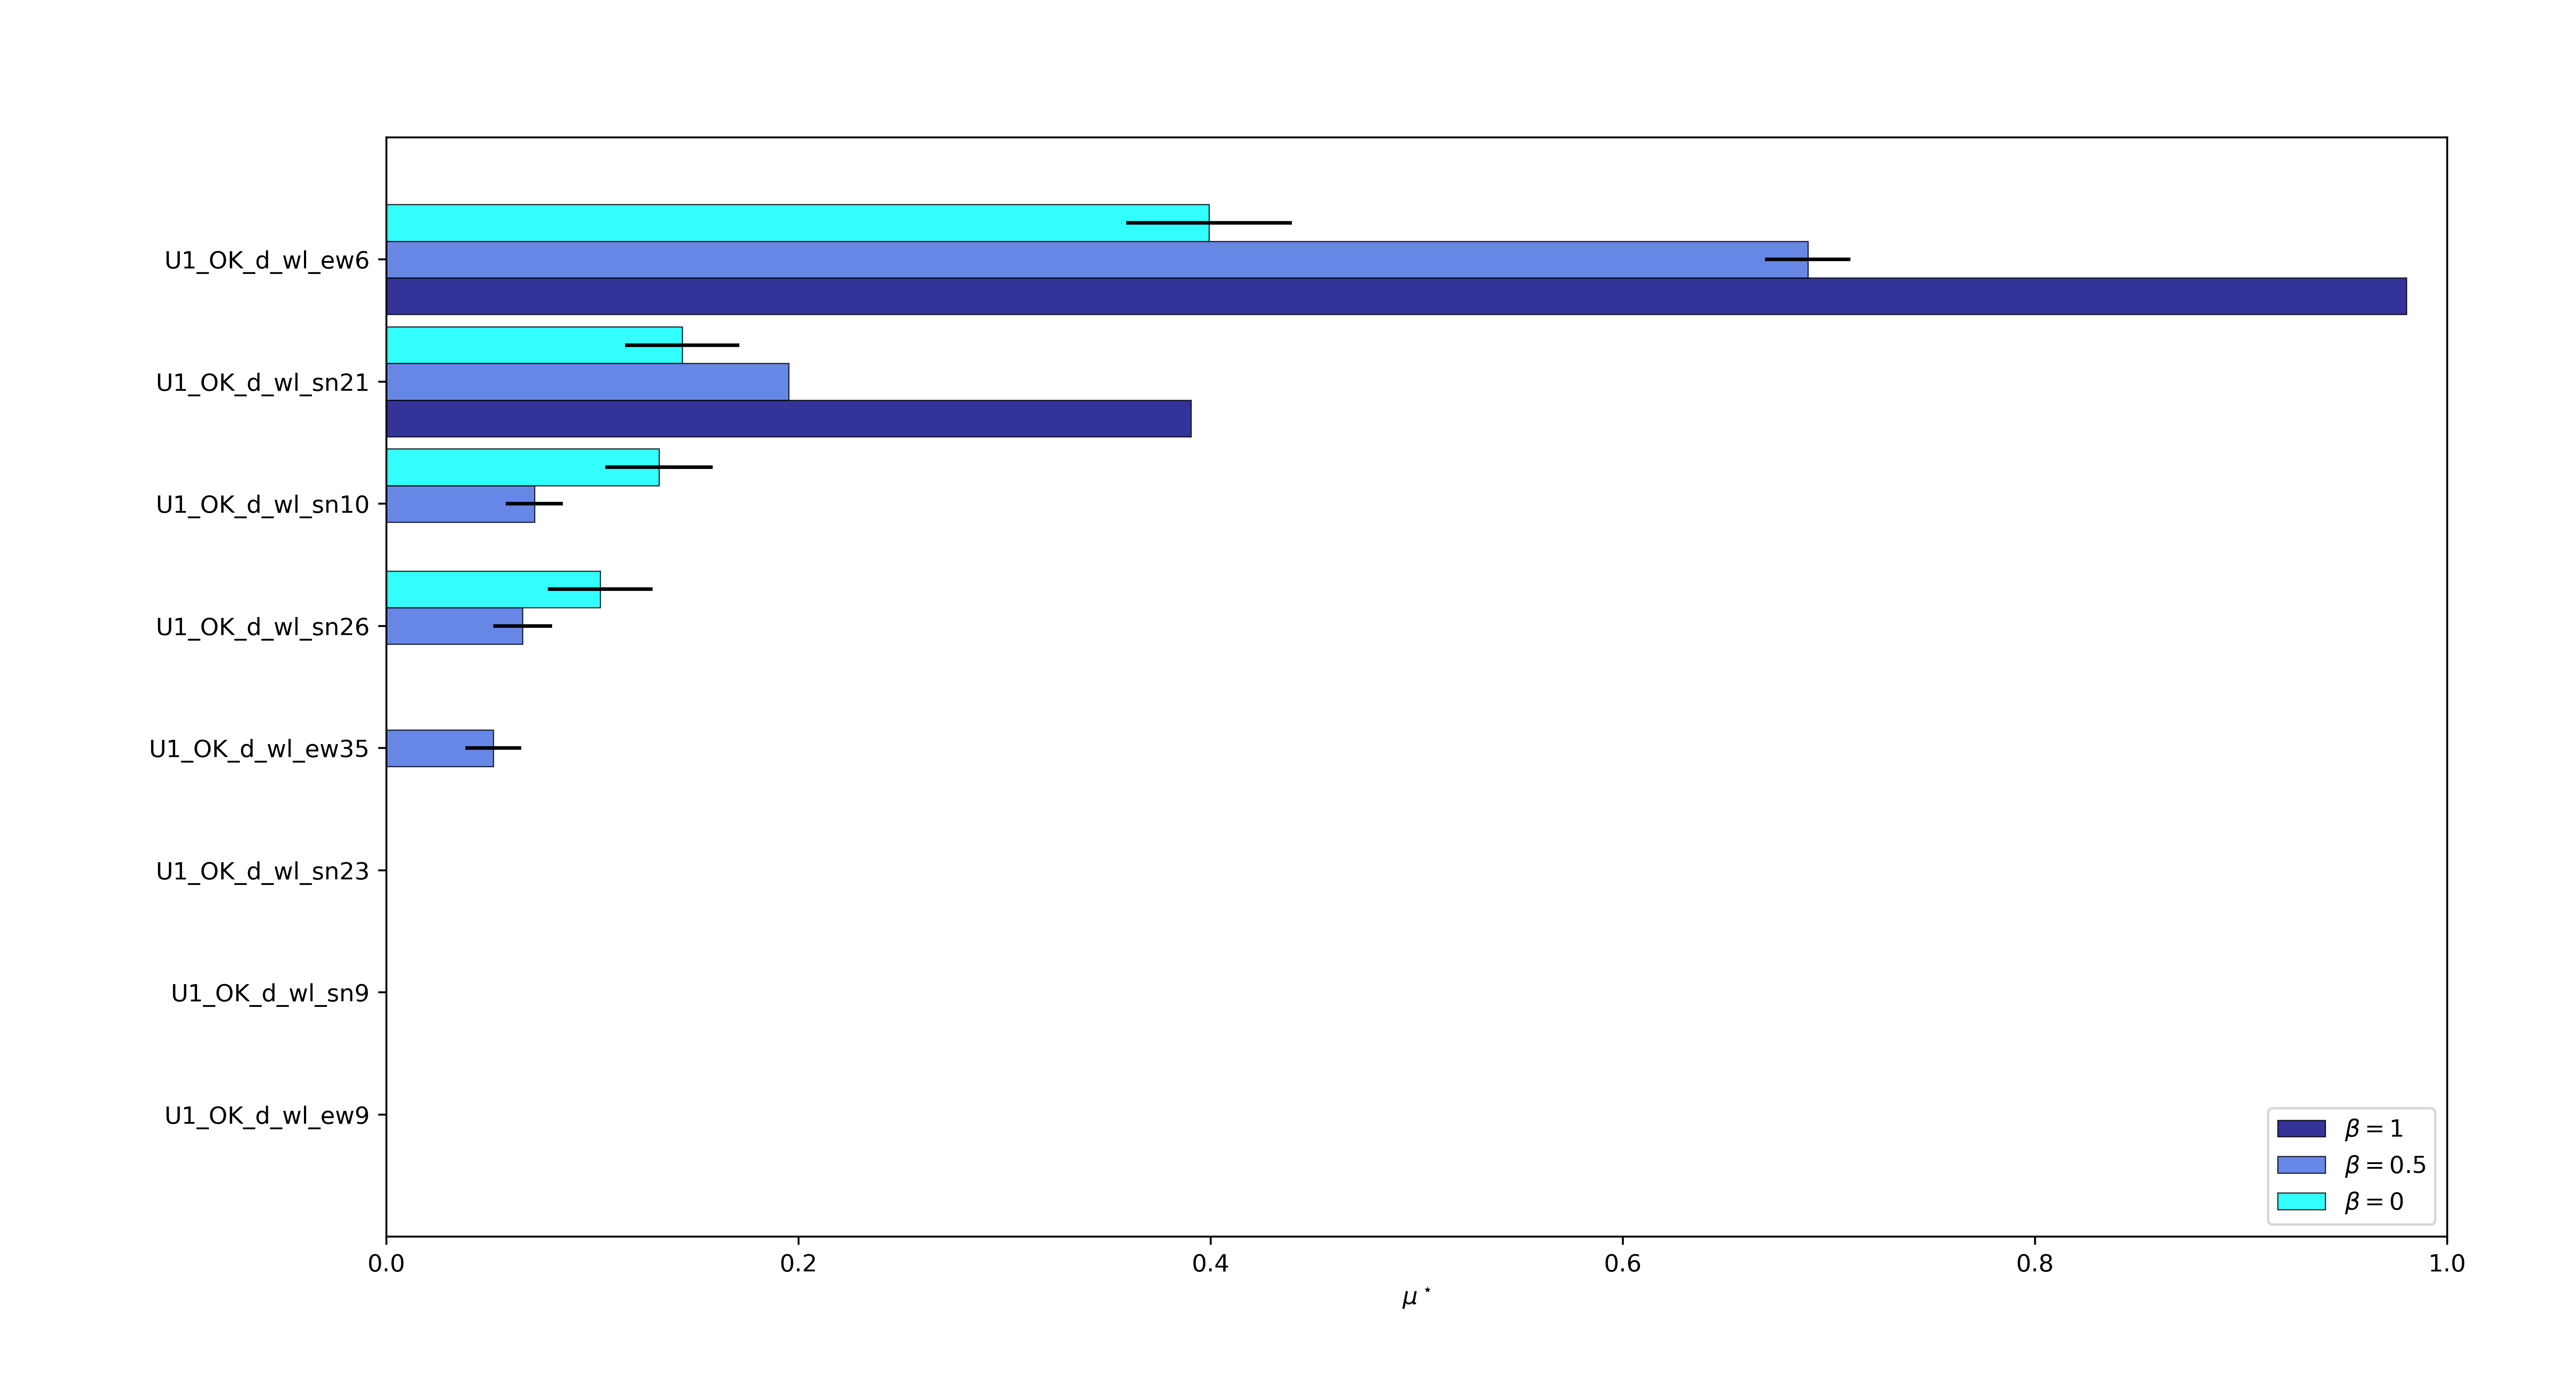 U1_OK_d_wl_ew6
U1_OK_d_wl_sn21
U1_OK_d_wl_sn10
U1_OK_d_wl_sn26
U1_OK_d_wl_ew35
U1_OK_d_wl_sn23
U1_OK_d_wl_sn9
U1_OK_d_wl_ew9
β = 1
β = 0.5
β = 0
0.0 0.2 0.4 0.6 0.8 1.0
μ*